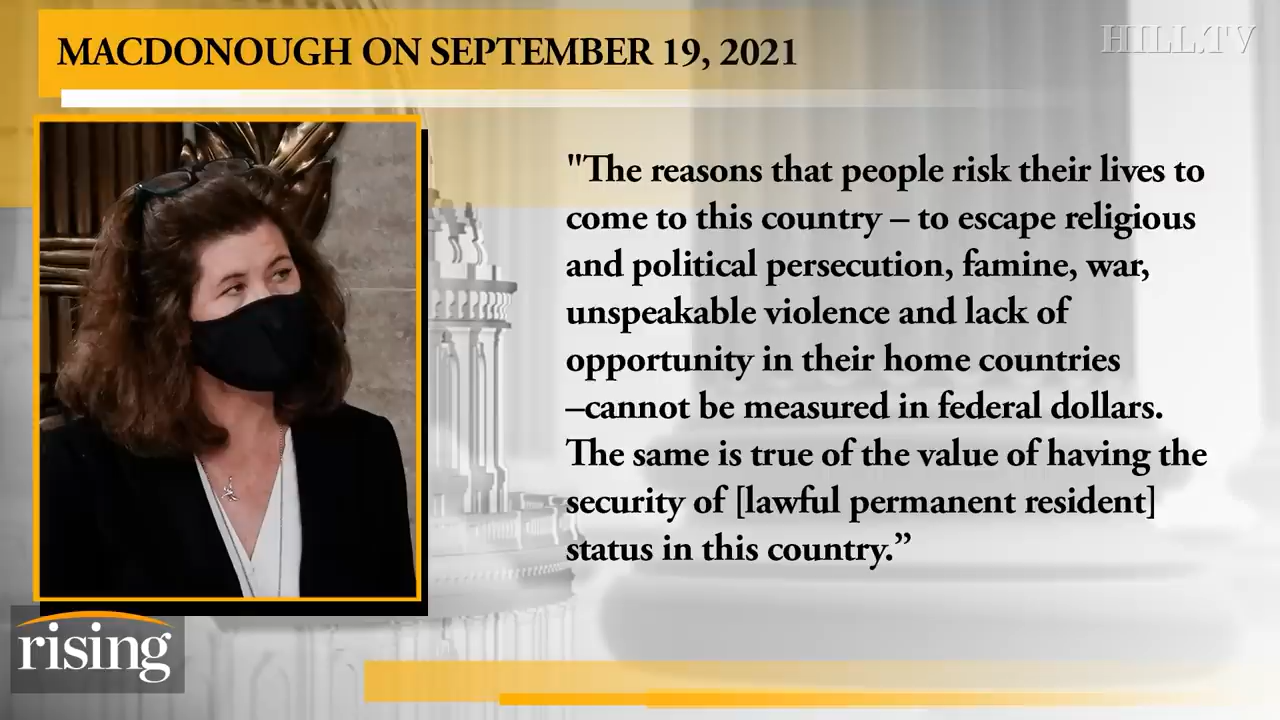 MACDONOUGH ON SEPTEMBER 19, 2021
HILL.TV
"The reasons that people risk their lives to
come to this country – to escape religious
and political persecution, famine, war,
unspeakable violence and lack of
opportunity in their home countries
–cannot be measured in federal dollars.
The same is true of the value of having the
security of [lawful permanent resident]
status in this country.”
rising